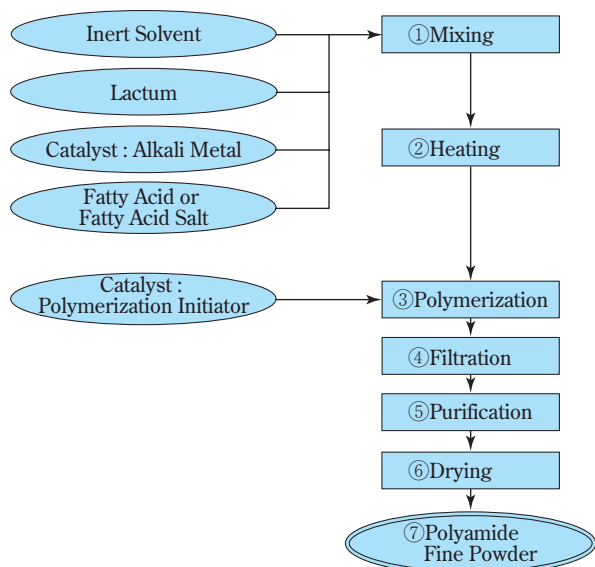 Inert Solvent
①Mixing
Lactum
Catalyst : Alkali Metal
②Heating
Fatty Acid or
Fatty Acid Salt
Catalyst :
Polymerization Initiator
③Polymerization
④Filtration
⑤Purification
⑥Drying
⑦Polyamide
Fine Powder